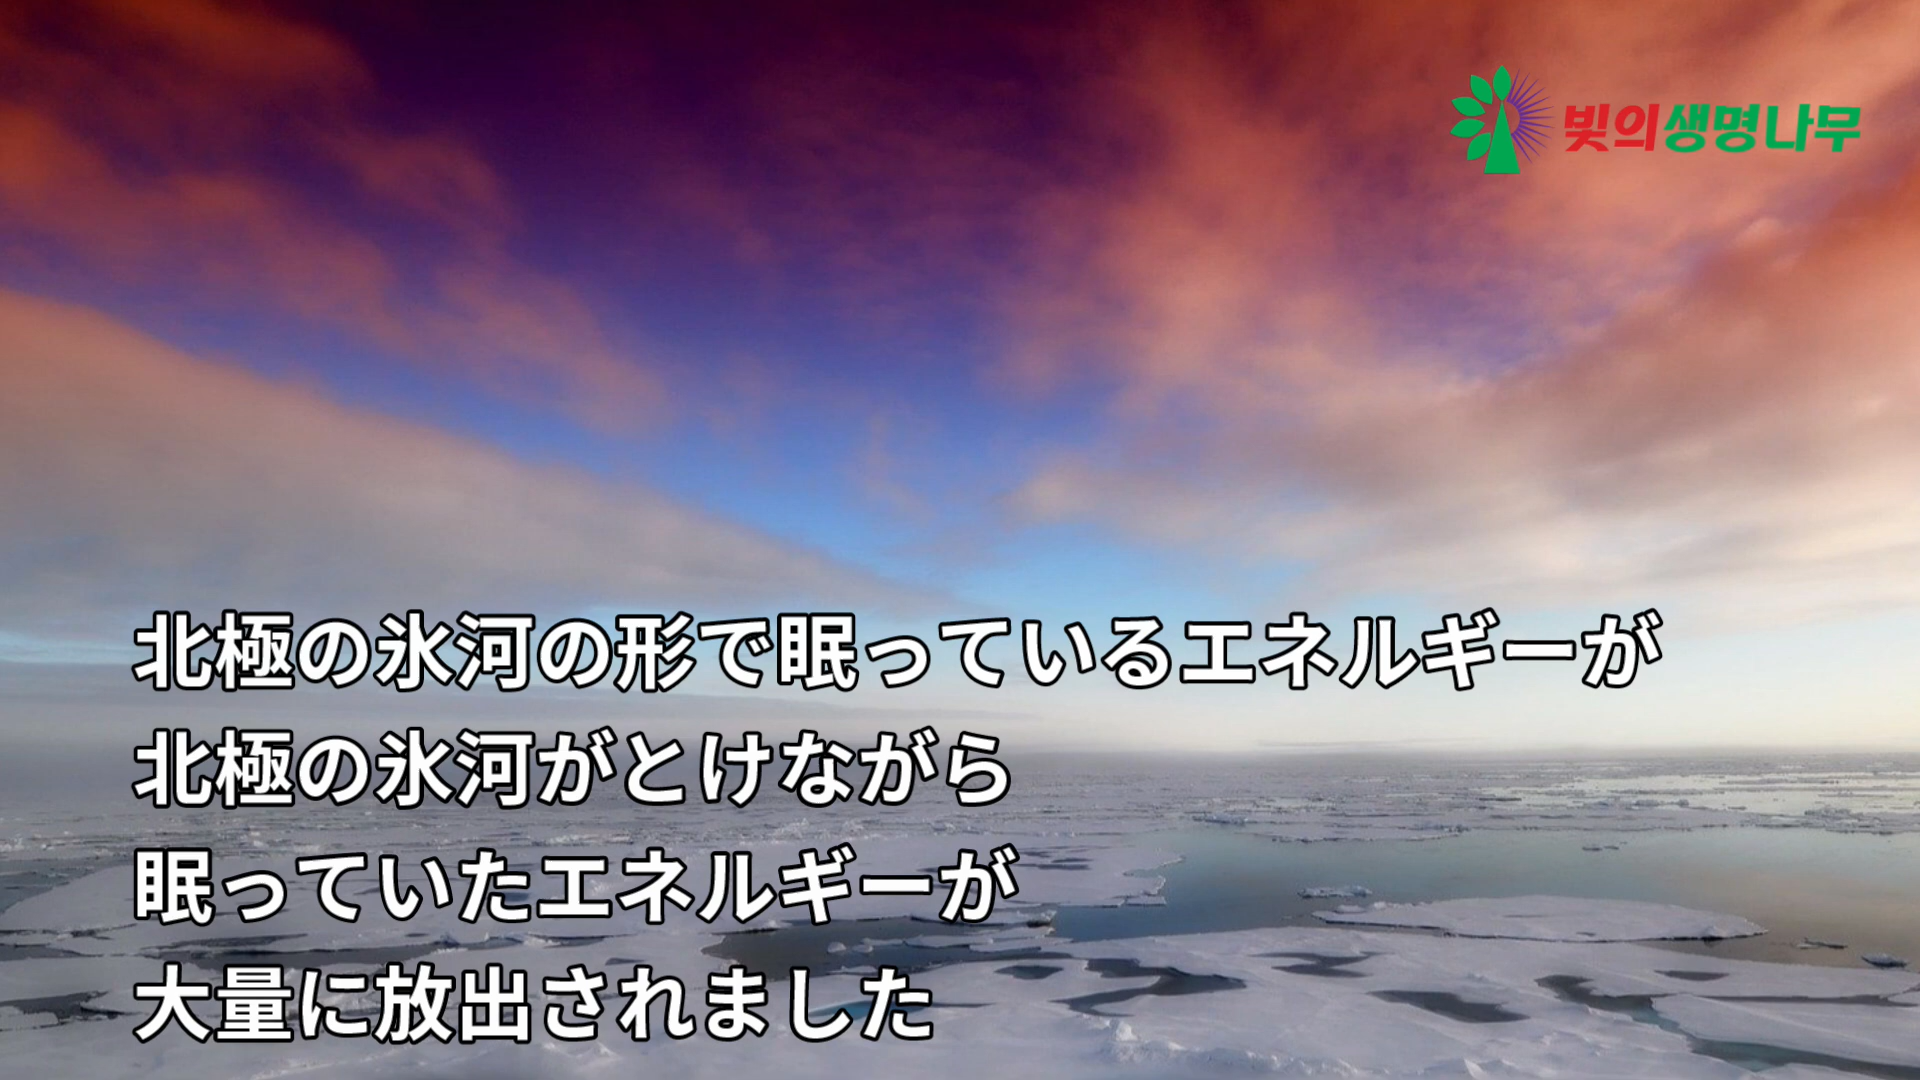 빛의생명나무
北極の氷河の形で眠っているエネルギーが
北極の氷河がとけながら
眠っていたエネルギーが
大量に放出されました